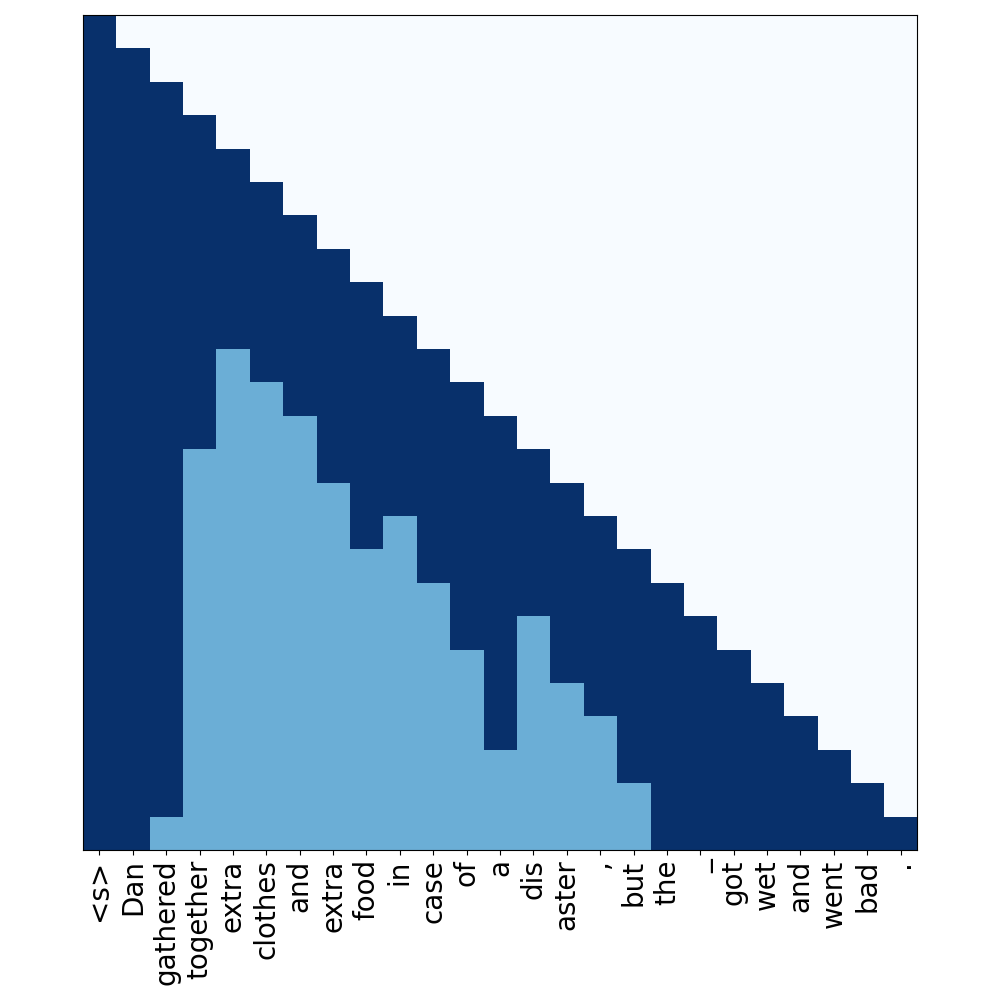 <s>
Dan
gathered
together
extra
clothes
and
extra
food
in
case
of
a
dis
aster
,
but
the
_
got
wet
and
went
bad
.